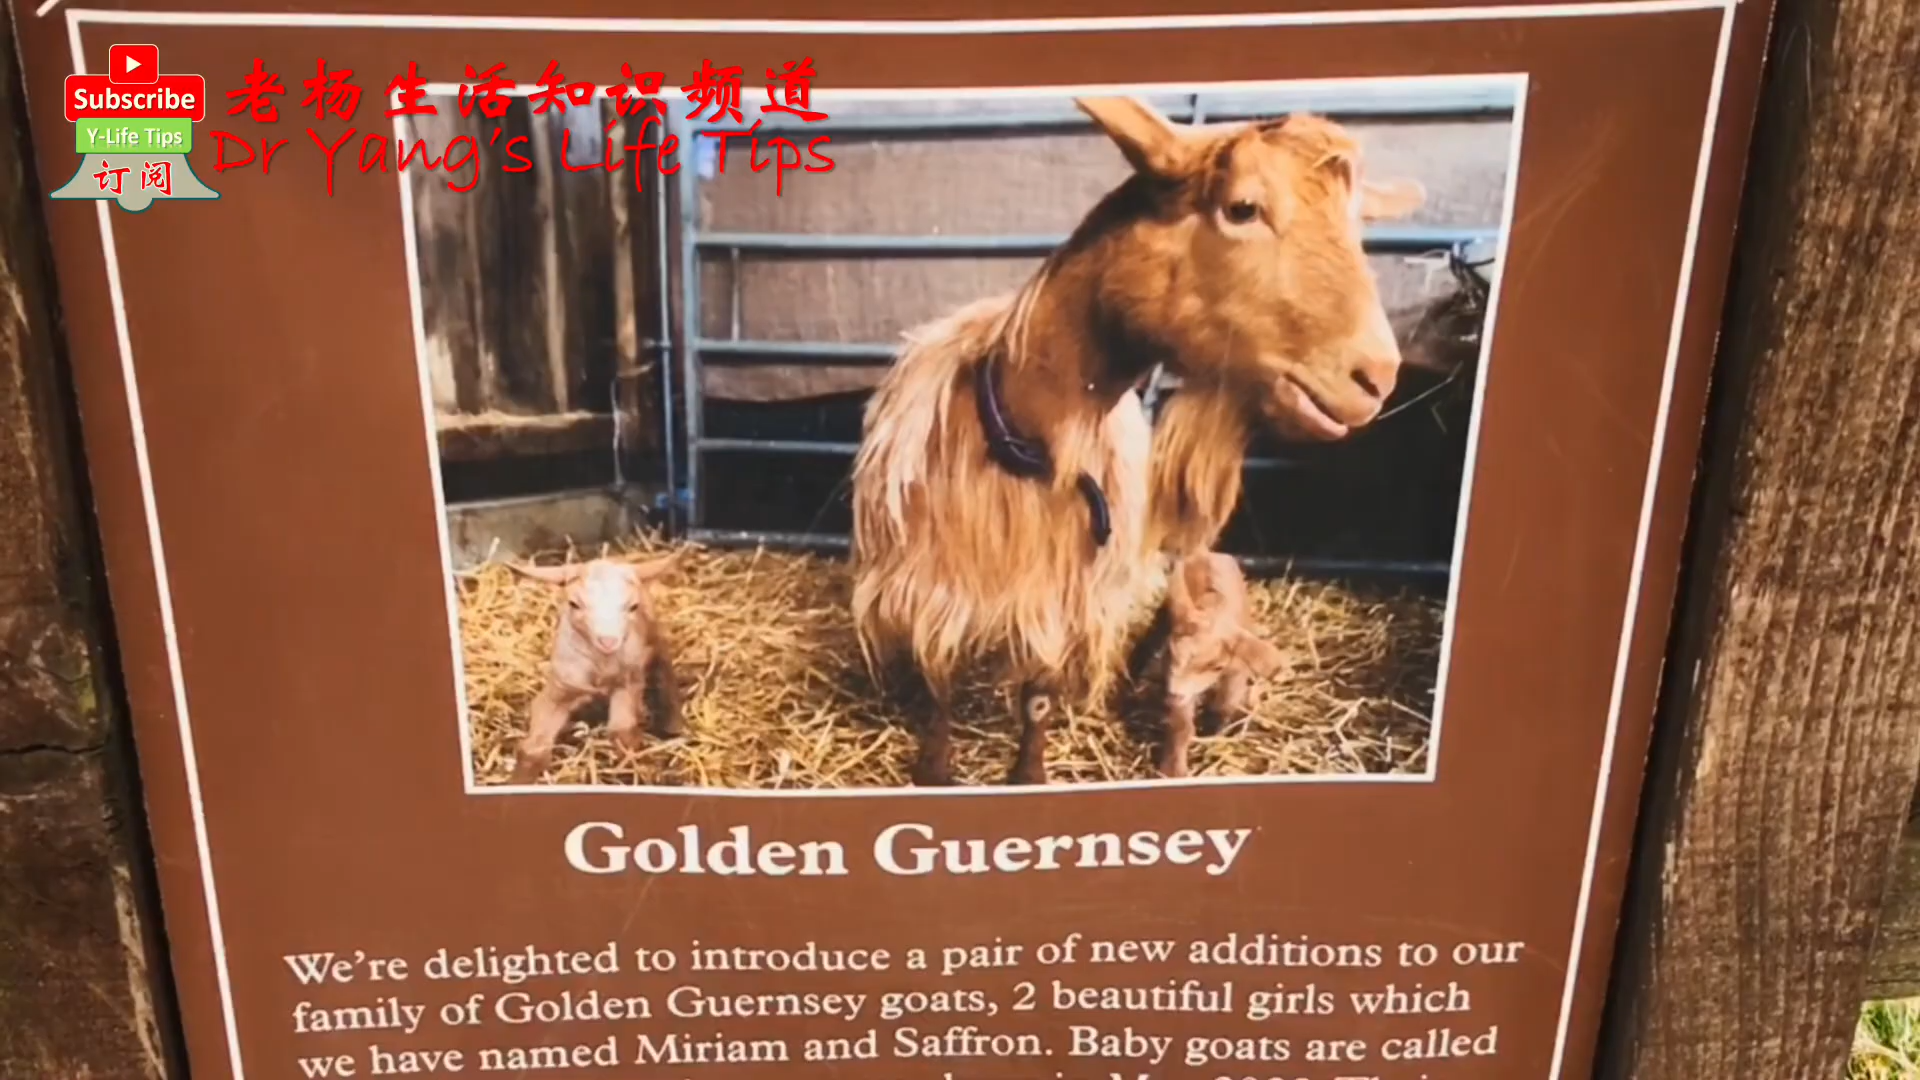 Subscribe
Y-Life Tips
订阅
老杨生活知识频道
Dr Yang's Life Tips
Golden Guernsey
We're delighted to introduce a pair of new additions to our
family of Golden Guernsey goats, 2 beautiful girls which
we have named Miriam and Saffron. Baby goats are called